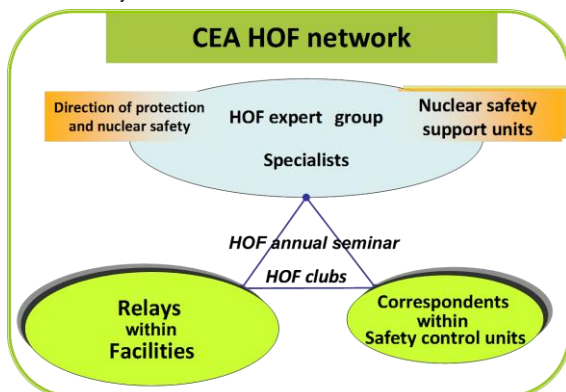 CEA HOF network
Direction of protection
and nuclear safety
HOF expert group
Specialists
Nuclear safety
support units
HOF annual seminar
HOF clubs
Relays
within
Facilities
Correspondents
within
Safety control units